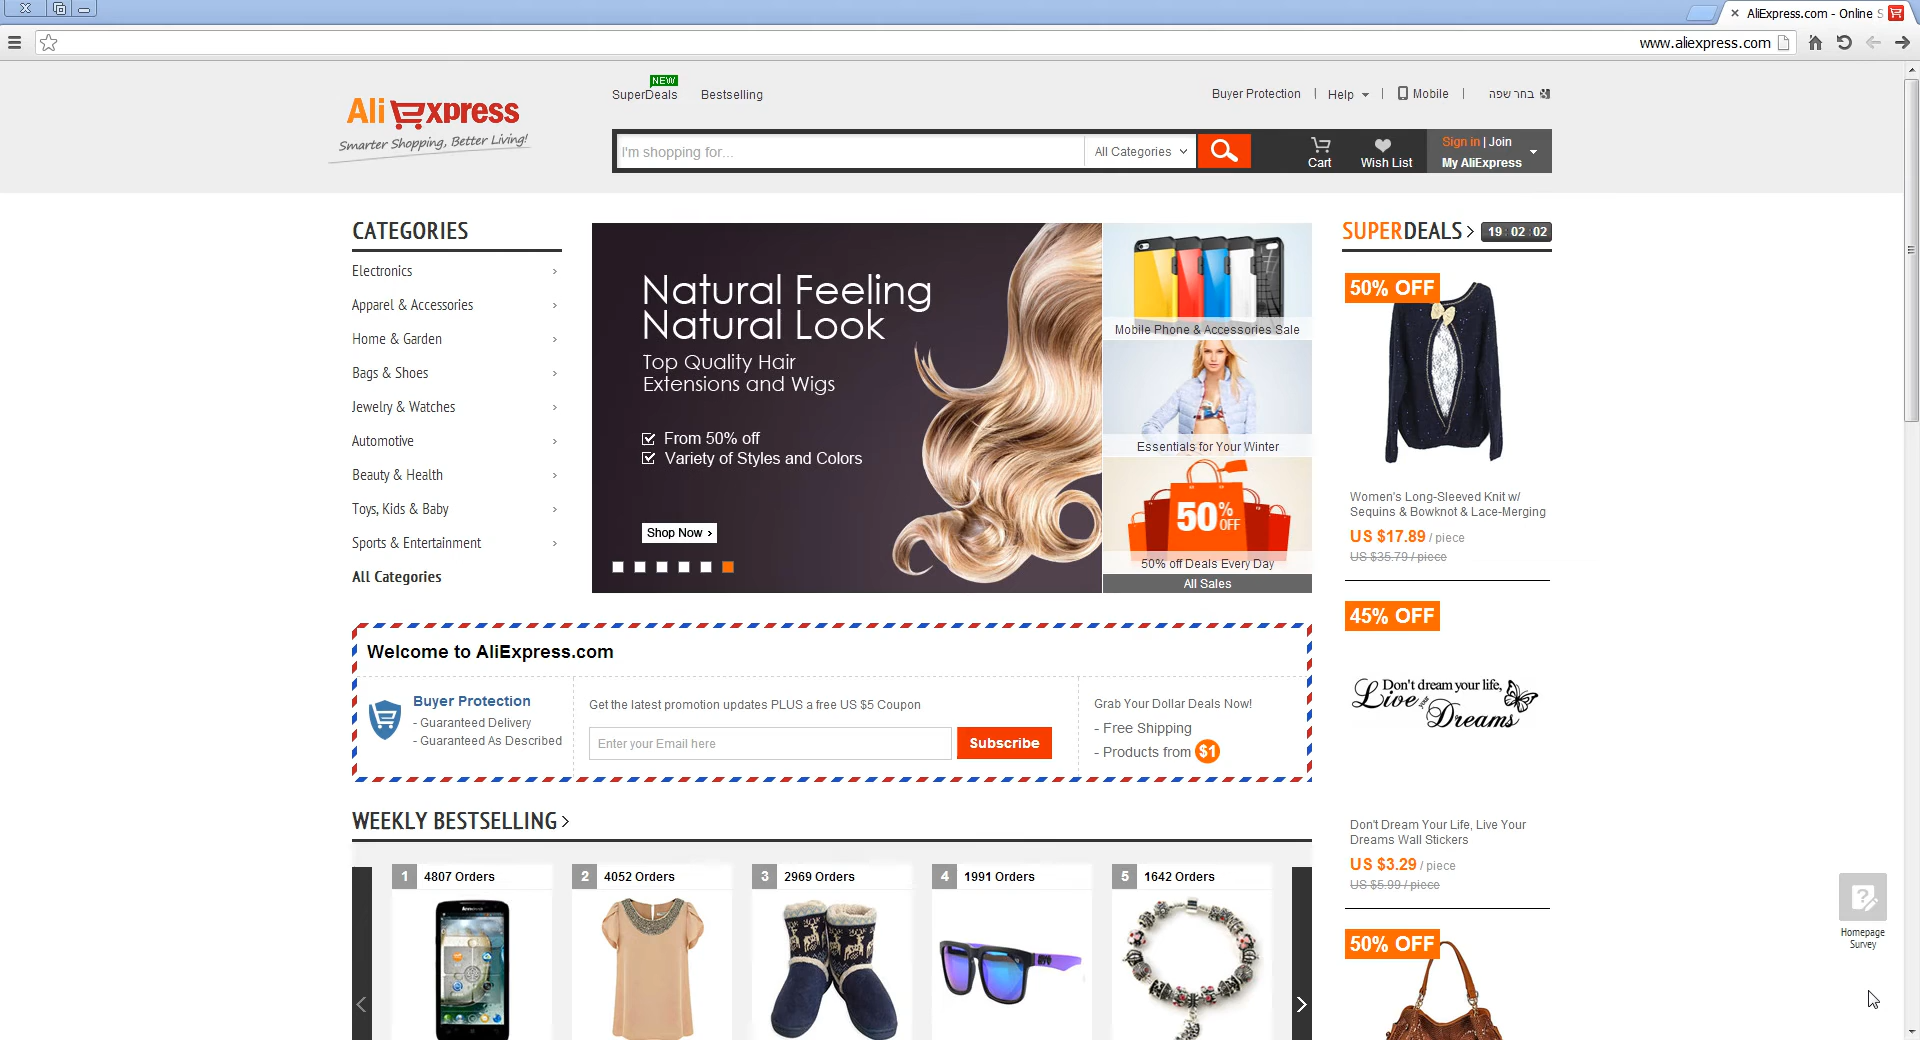 AliExpress.com - Online S
www.aliexpress.com
AliExpress
Smarter Shopping, Better Living!
NEW
SuperDeals
Bestselling
Buyer Protection
Help
Mobile
בחר שפה
I'm shopping for...
All Categories
Cart
Wish List
Sign in | Join
My AliExpress
CATEGORIES
Electronics
Apparel & Accessories
Home & Garden
Bags & Shoes
Jewelry & Watches
Automotive
Beauty & Health
Toys, Kids & Baby
Sports & Entertainment
All Categories
Natural Feeling
Natural Look
Top Quality Hair
Extensions and Wigs
From 50% off
Variety of Styles and Colors
Shop Now
Mobile Phone & Accessories Sale
Essentials for Your Winter
50% OFF
50% off Deals Every Day
All Sales
SUPERDEALS
19:02:02
50% OFF
Women's Long-Sleeved Knit w/
Sequins & Bowknot & Lace-Merging
US $17.89 / piece
US $35.79 / piece
45% OFF
Don't dream your life,
Live your
Dreams
Don't Dream Your Life, Live Your
Dreams Wall Stickers
US $3.29 / piece
US $5.99 / piece
50% OFF
Welcome to AliExpress.com
Buyer Protection
- Guaranteed Delivery
- Guaranteed As Described
Get the latest promotion updates PLUS a free US $5 Coupon
Enter your Email here
Subscribe
Grab Your Dollar Deals Now!
- Free Shipping
- Products from $1
WEEKLY BESTSELLING
1 4807 Orders
2 4052 Orders
3 2969 Orders
4 1991 Orders
5 1642 Orders
Homepage
Survey